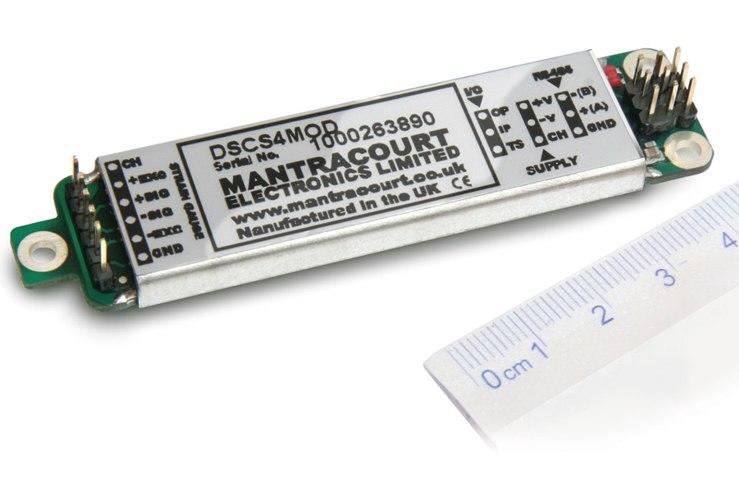 CH
+EXC
+SIG
-SIG
-EXC
GND
STRAIN GAUGE
DSCS4MOD
Serial No. 1000263890
MANTRACOURT
ELECTRONICS LIMITED
www.mantracourt.co.uk
Manufactured in the UK CE
I/O
OP
IP
TS
+V
-V
CH
SUPPLY
RS485
-(B)
+(A)
GND
0 cm 1 2 3 4